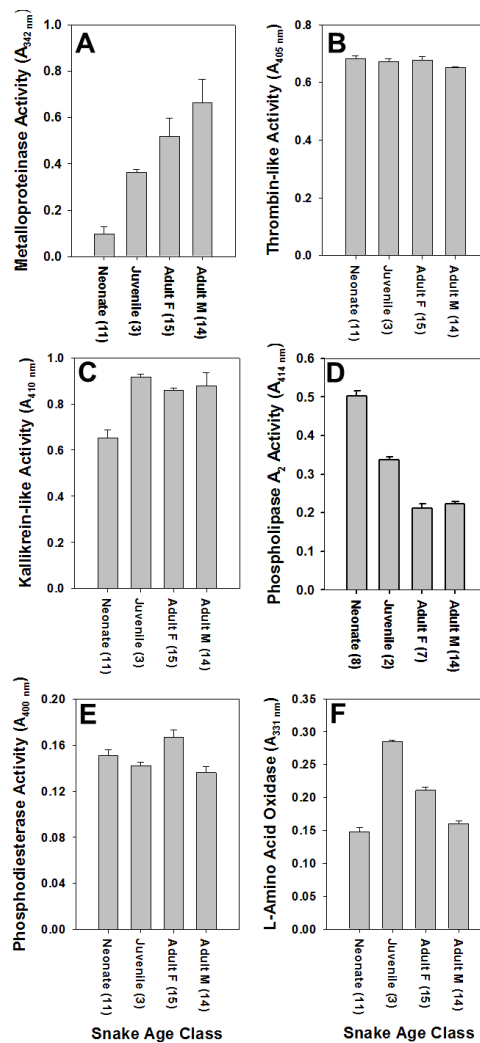 A
Metalloproteinase Activity (A342 nm)
1.0
0.8
0.6
0.4
0.2
0.0
Neonate (11)
Juvenile (3)
Adult F (15)
Adult M (14)
B
Thrombin-like Activity (A405 nm)
0.8
0.6
0.4
0.2
0.0
Neonate (11)
Juvenile (3)
Adult F (15)
Adult M (14)
C
Kallikrein-like Activity (A410 nm)
1.0
0.8
0.6
0.4
0.2
0.0
Neonate (11)
Juvenile (3)
Adult F (15)
Adult M (14)
D
Phospholipase A2 Activity (A414 nm)
0.6
0.5
0.4
0.3
0.2
0.1
0.0
Neonate (8)
Juvenile (2)
Adult F (7)
Adult M (14)
E
Phosphodiesterase Activity (A400 nm)
0.20
0.16
0.12
0.08
0.04
0.00
Neonate (11)
Juvenile (3)
Adult F (15)
Adult M (14)
Snake Age Class
F
L-Amino Acid Oxidase (A331 nm)
0.35
0.30
0.25
0.20
0.15
0.10
0.05
0.00
Neonate (11)
Juvenile (3)
Adult F (15)
Adult M (14)
Snake Age Class